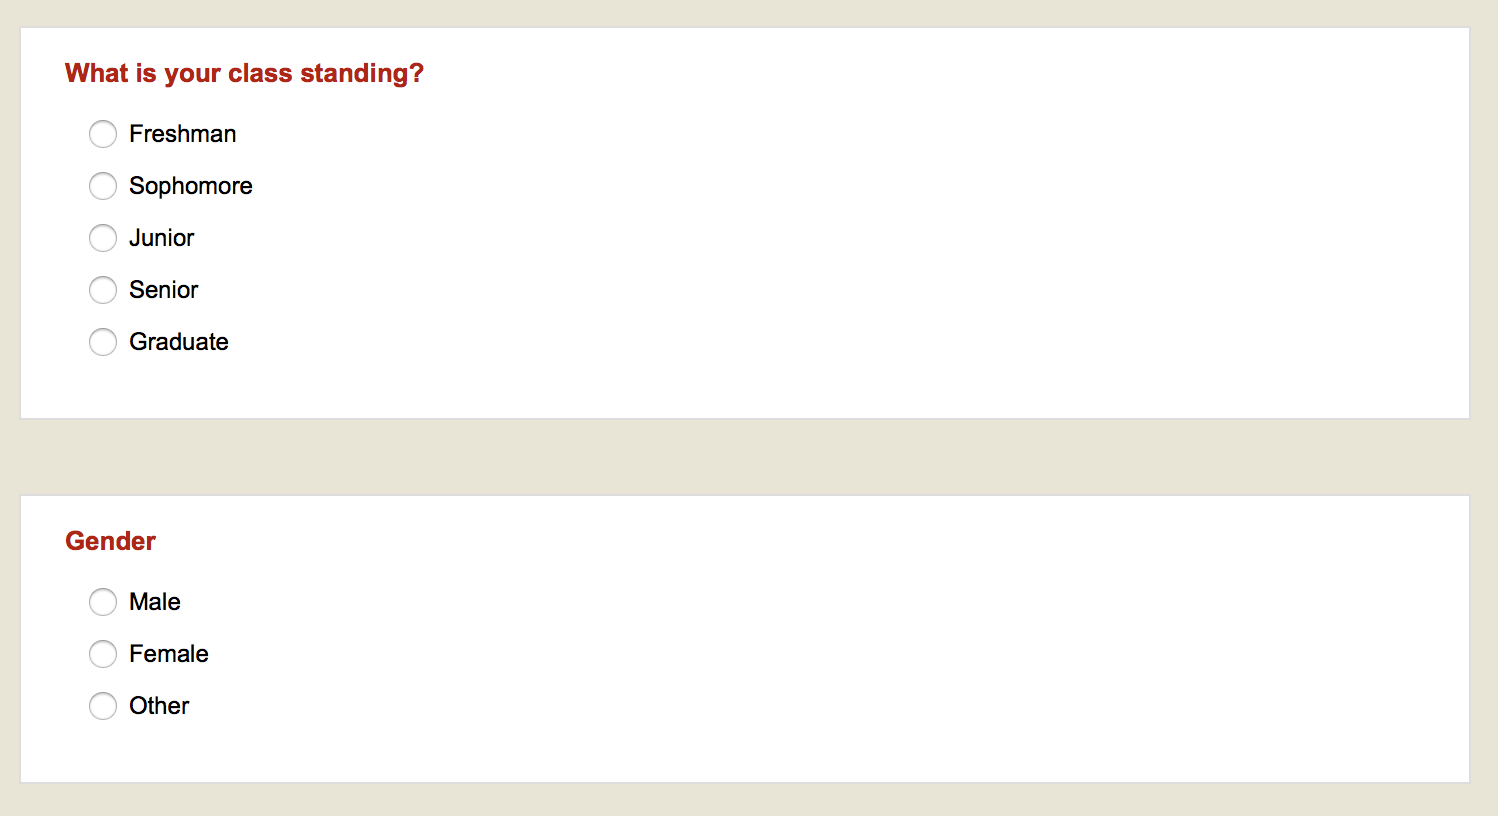 What is your class standing?
Freshman
Sophomore
Junior
Senior
Graduate
Gender
Male
Female
Other